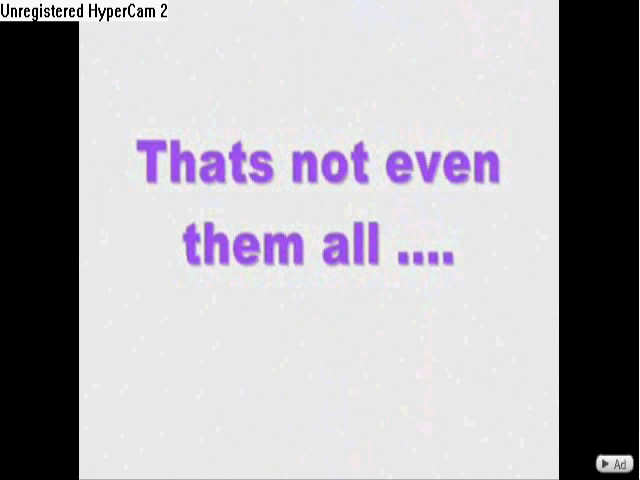 Unregistered HyperCam 2
Thats not even
them all ....
Ad